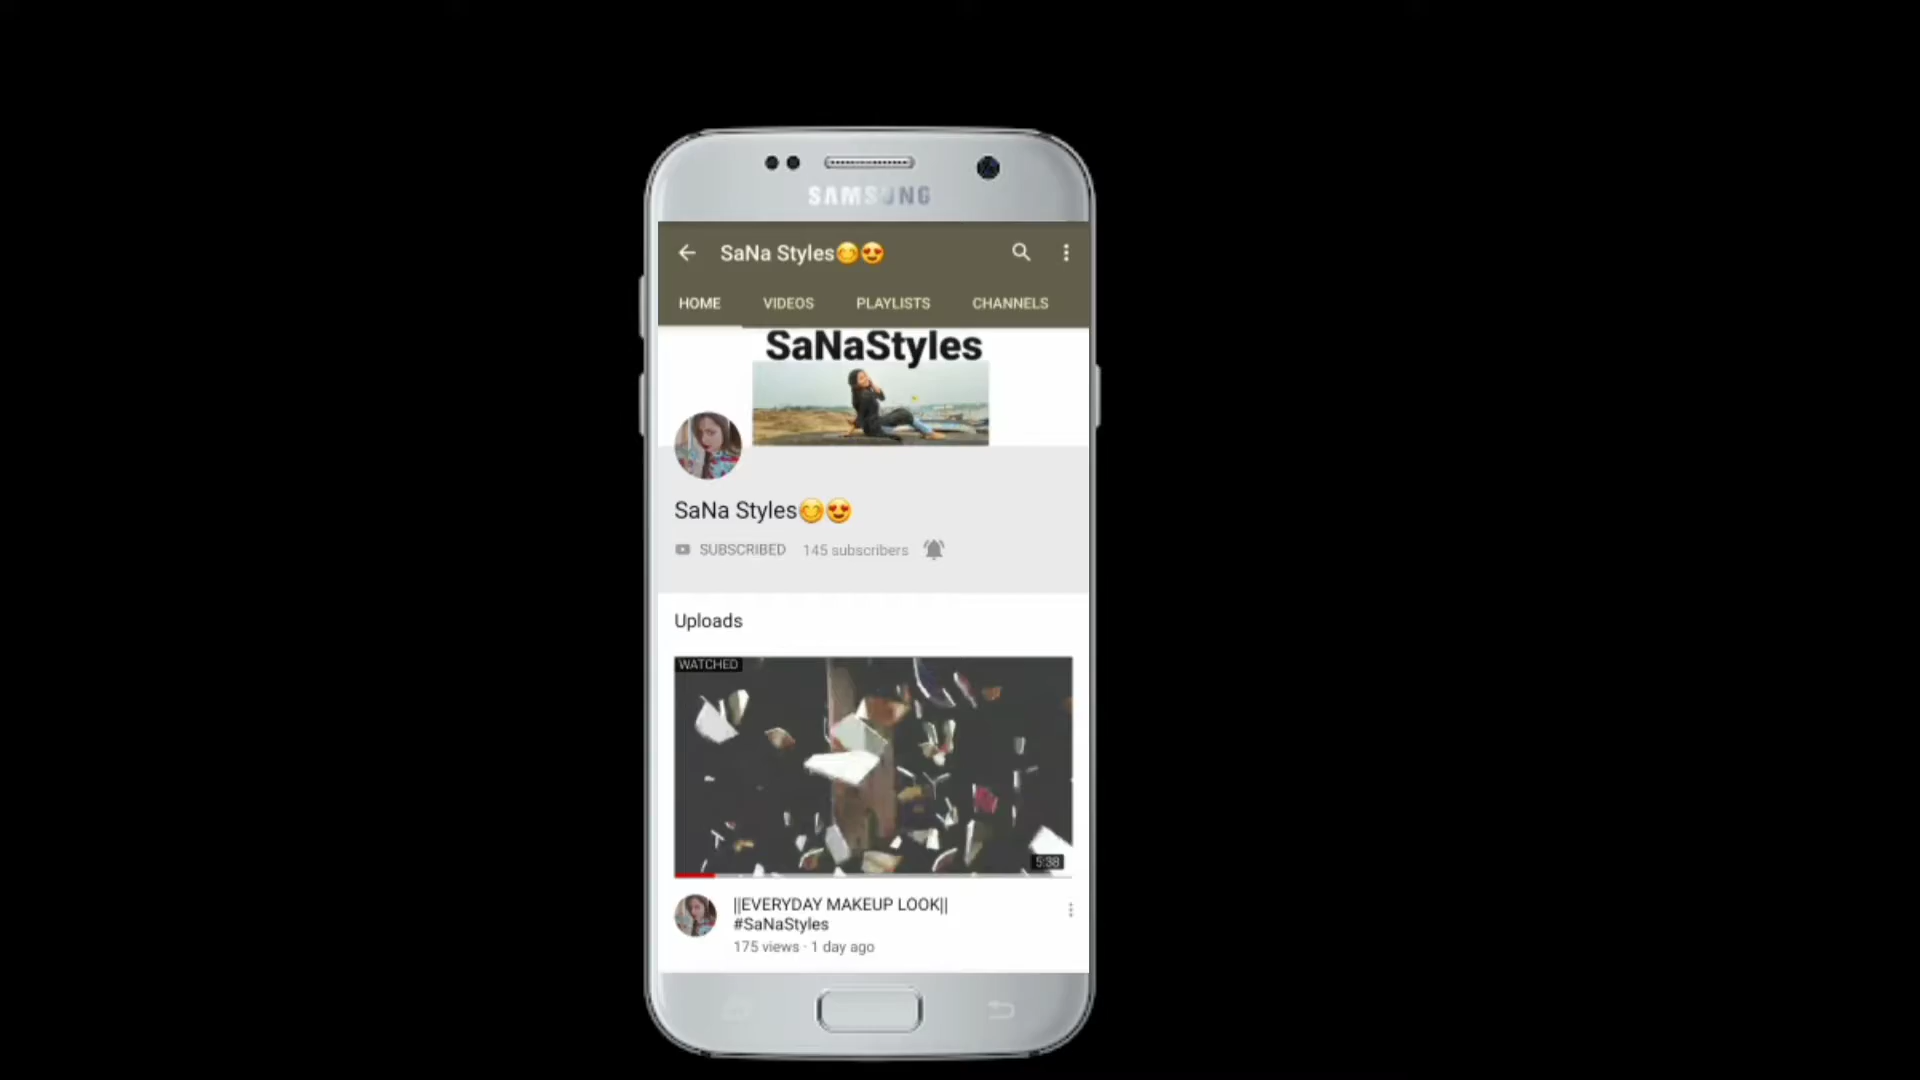 SAMSUNG
SaNa Styles😊😍
HOME VIDEOS PLAYLISTS CHANNELS
SaNaStyles
SaNa Styles😊😍
SUBSCRIBED 145 subscribers
Uploads
WATCHED
5:38
||EVERYDAY MAKEUP LOOK||
#SaNaStyles
175 views · 1 day ago